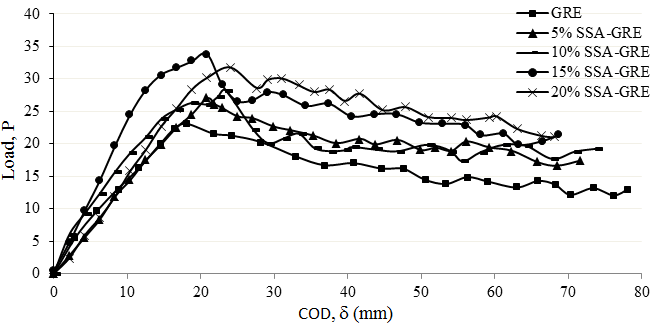 40
35
30
25
20
15
10
5
0
Load, P
GRE
5% SSA-GRE
10% SSA-GRE
15% SSA-GRE
20% SSA-GRE
0 10 20 30 40 50 60 70 80
COD, δ (mm)